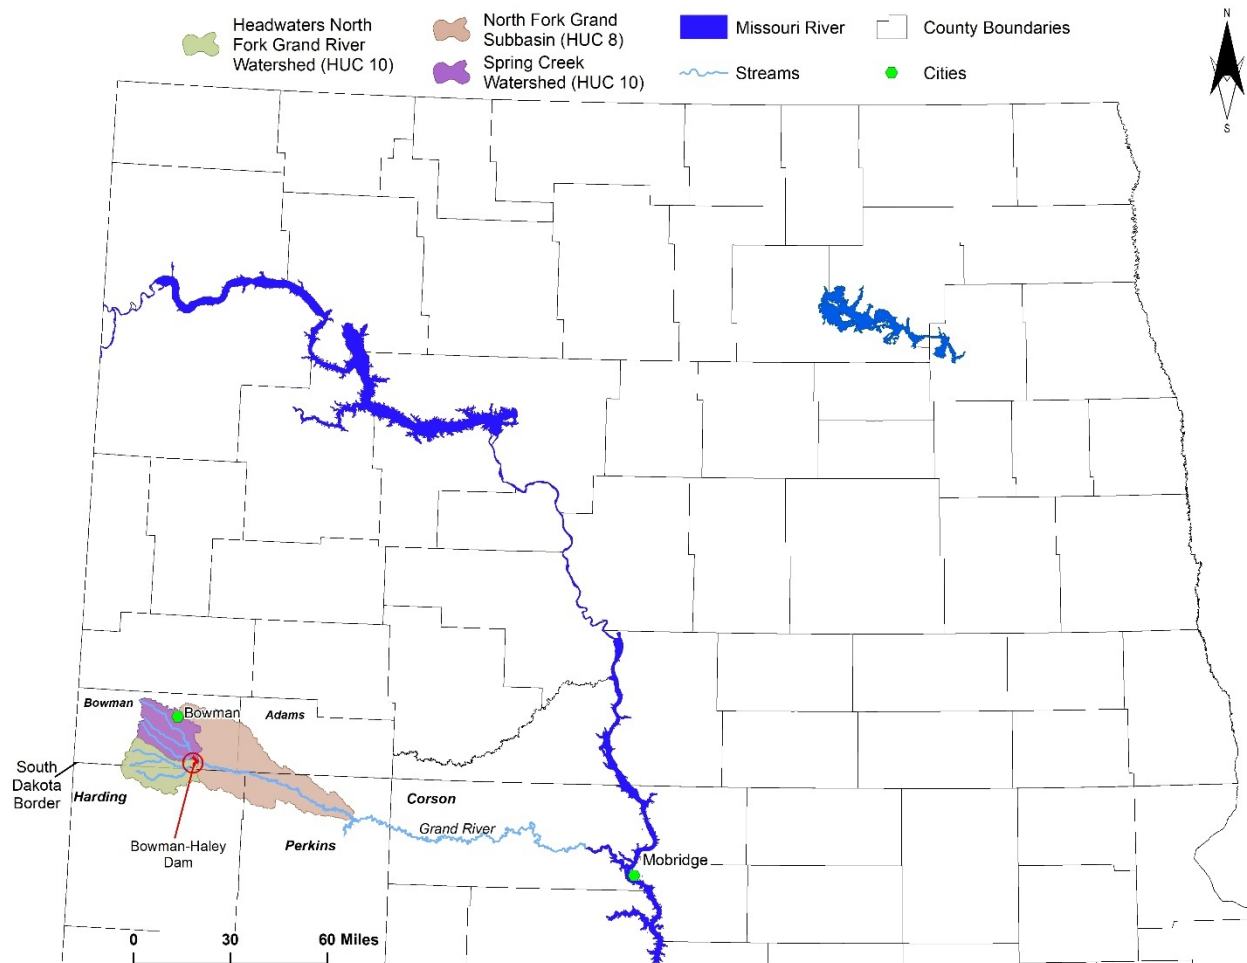 Headwaters North
Fork Grand River
Watershed (HUC 10)
North Fork Grand
Subbasin (HUC 8)
Spring Creek
Watershed (HUC 10)
Missouri River
Streams
County Boundaries
Cities
N
S
Bowman
Bowman
Adams
South
Dakota
Border
Harding
Bowman-Haley
Dam
Perkins
Corson
Grand River
Mobridge
0 30 60 Miles